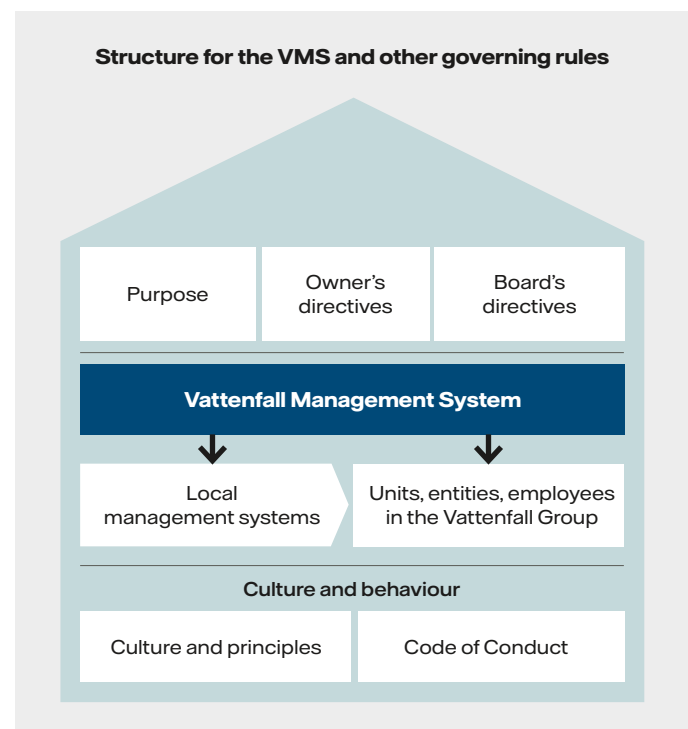 Structure for the VMS and other governing rules
Purpose
Owner's
directives
Board's
directives
Vattenfall Management System
Local
management systems
Units, entities, employees
in the Vattenfall Group
Culture and behaviour
Culture and principles
Code of Conduct